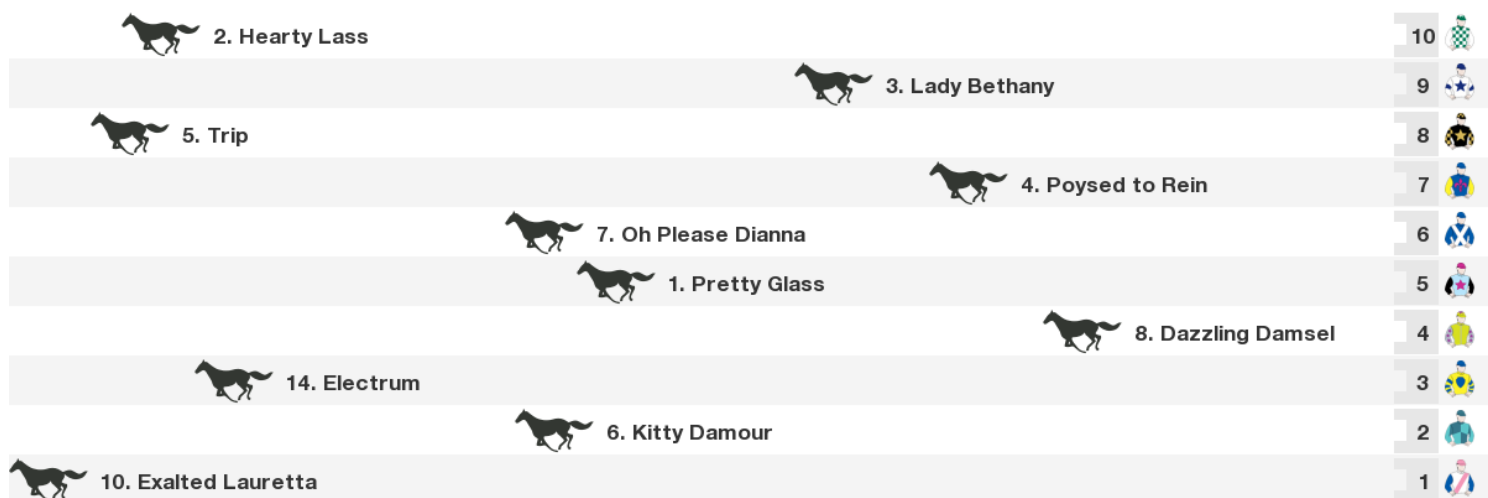 2. Hearty Lass 10
3. Lady Bethany 9
5. Trip 8
4. Poysed to Rein 7
7. Oh Please Dianna 6
1. Pretty Glass 5
8. Dazzling Damsel 4
14. Electrum 3
6. Kitty Damour 2
10. Exalted Lauretta 1